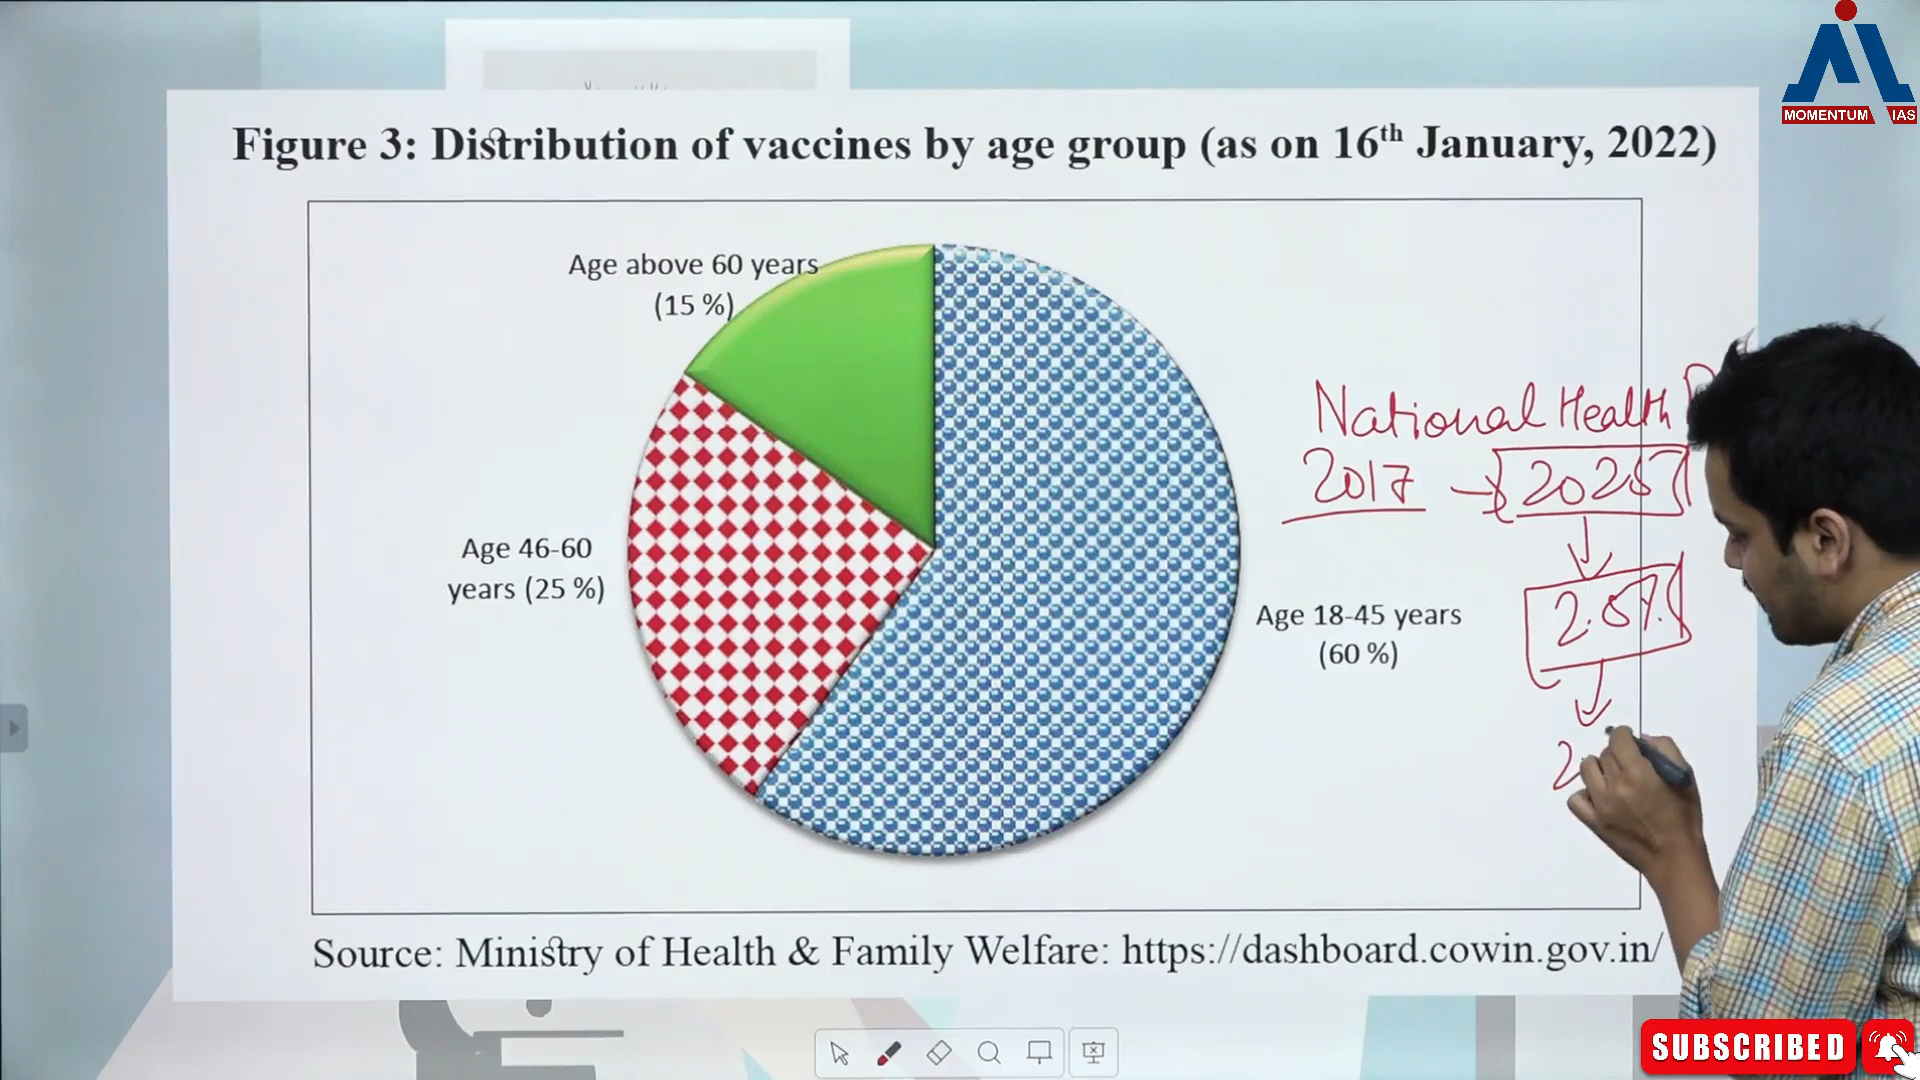 MOMENTUM IAS
Figure 3: Distribution of vaccines by age group (as on 16th January, 2022)
Age above 60 years
(15 %)
National Health
2017 → 2025
Age 46-60
years (25 %)
2.5%
Age 18-45 years
(60 %)
2
Source: Ministry of Health & Family Welfare: https://dashboard.cowin.gov.in/
SUBSCRIBED